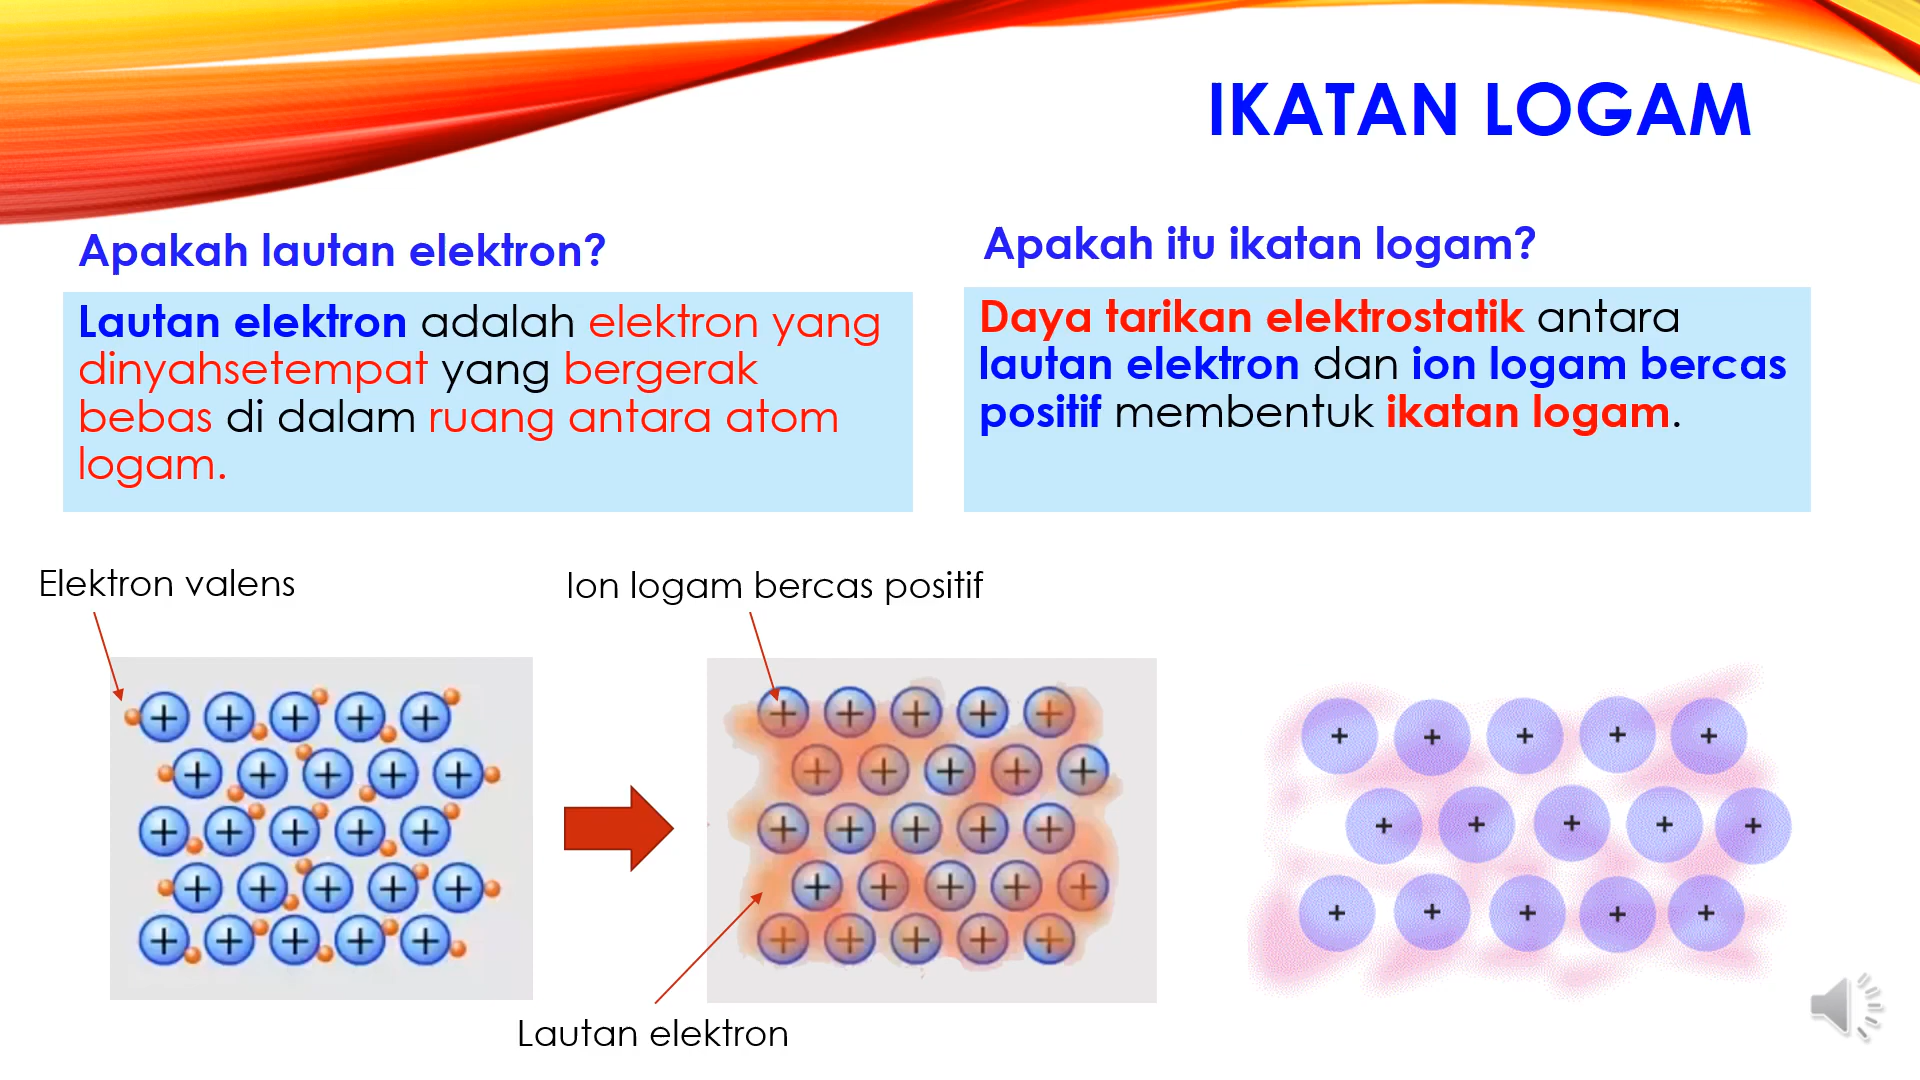 IKATAN LOGAM
Apakah lautan elektron?
Lautan elektron adalah elektron yang
dinyahsetempat yang bergerak
bebas di dalam ruang antara atom
logam.
Apakah itu ikatan logam?
Daya tarikan elektrostatik antara
lautan elektron dan ion logam bercas
positif membentuk ikatan logam.
Elektron valens
Ion logam bercas positif
Lautan elektron